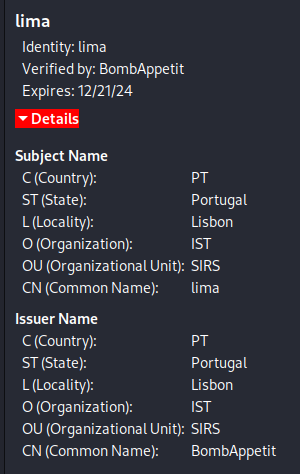 lima
Identity: lima
Verified by: BombAppetit
Expires: 12/21/24
Details
Subject Name
C (Country): PT
ST (State): Portugal
L (Locality): Lisbon
O (Organization): IST
OU (Organizational Unit): SIRS
CN (Common Name): lima
Issuer Name
C (Country): PT
ST (State): Portugal
L (Locality): Lisbon
O (Organization): IST
OU (Organizational Unit): SIRS
CN (Common Name): BombAppetit